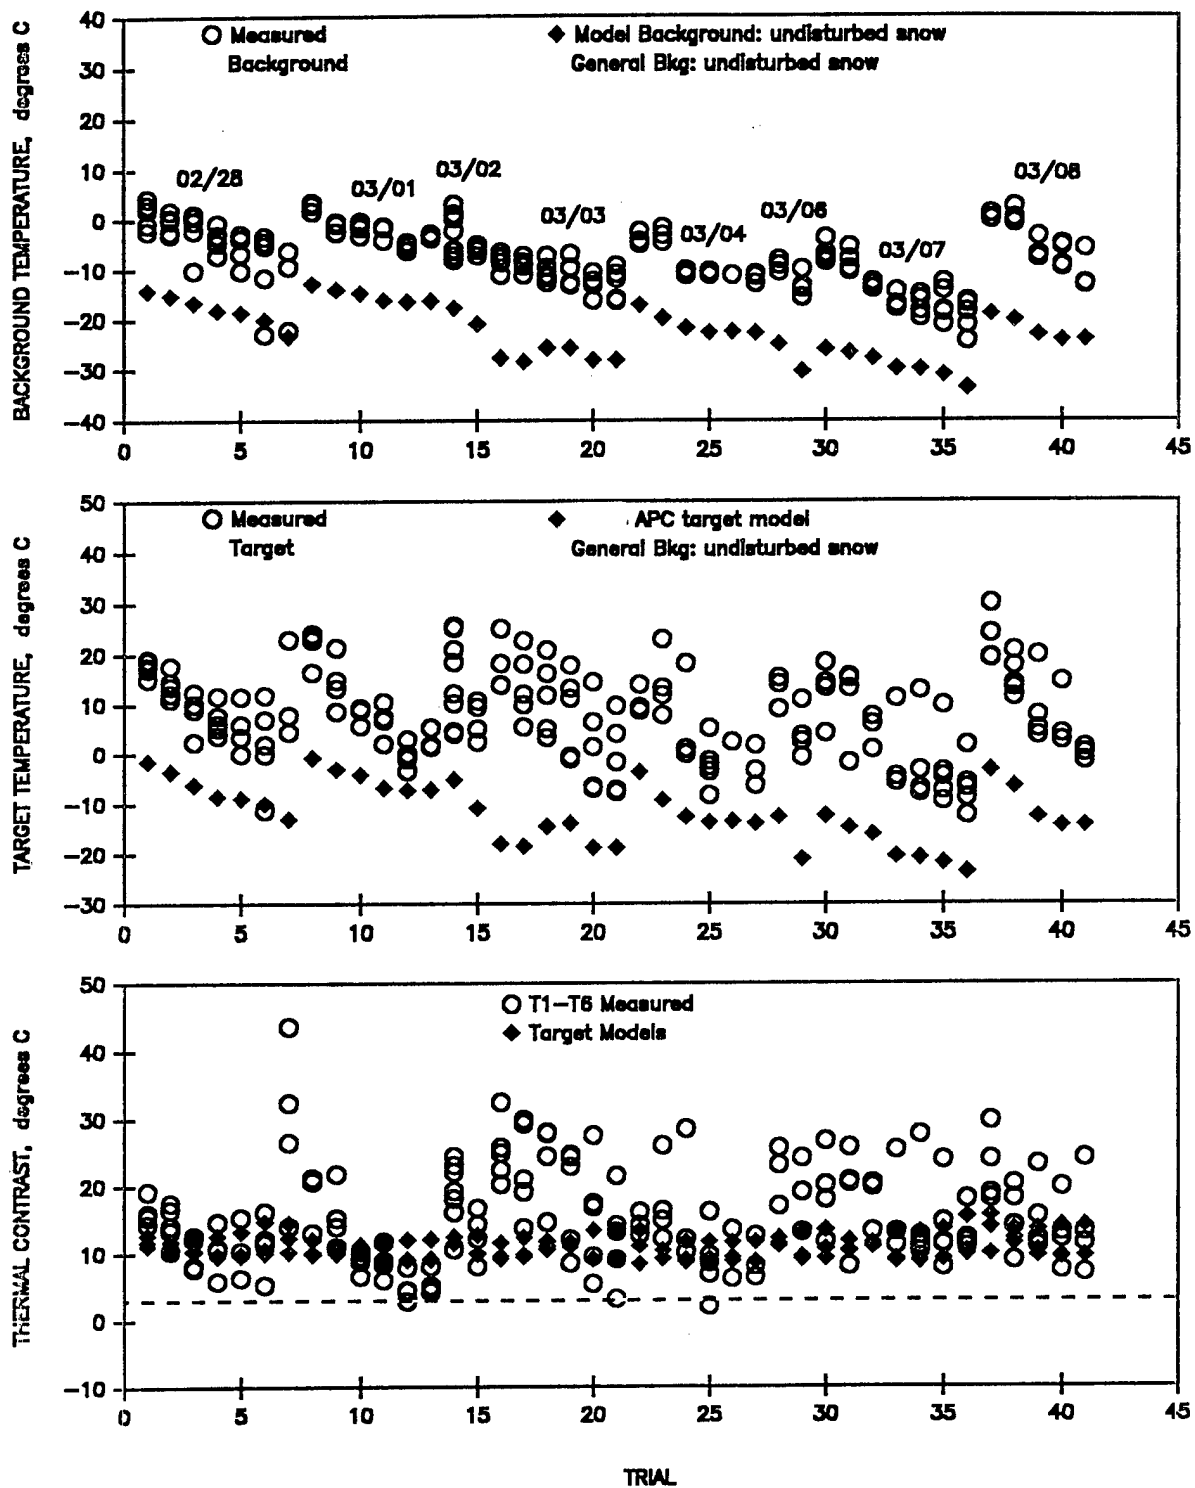 BACKGROUND TEMPERATURE, degrees C
40
30
20
10
0
−10
−20
−30
−40
Measured
Background
Model Background: undisturbed snow
General Bkg: undisturbed snow
02/28
03/01
03/02
03/03
03/04
03/06
03/07
03/08
0 5 10 15 20 25 30 35 40 45
TARGET TEMPERATURE, degrees C
50
40
30
20
10
0
−10
−20
−30
Measured
Target
APC target model
General Bkg: undisturbed snow
0 5 10 15 20 25 30 35 40 45
THERMAL CONTRAST, degrees C
50
40
30
20
10
0
−10
T1−T6 Measured
Target Models
0 5 10 15 20 25 30 35 40 45
TRIAL